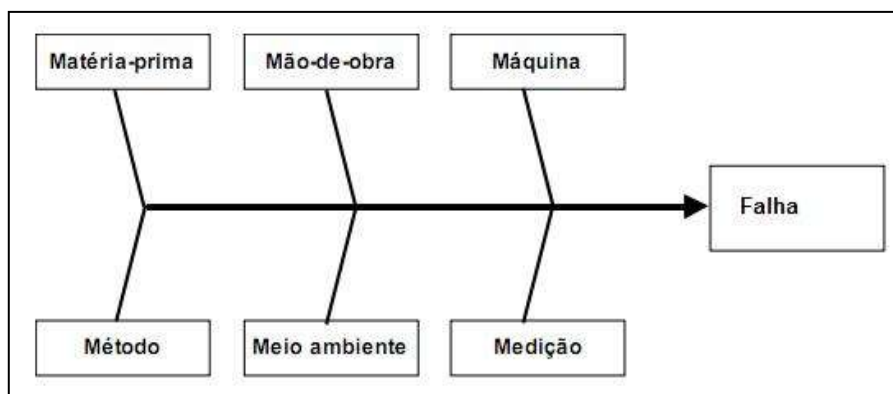 Matéria-prima
Mão-de-obra
Máquina
Falha
Método
Meio ambiente
Medição